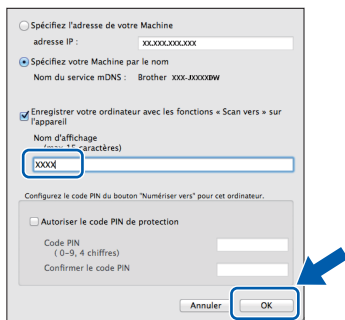 Spécifiez l'adresse de votre Machine
adresse IP : XX.XXX.XXX.XXX
Spécifiez votre Machine par le nom
Nom du service mDNS : Brother XXX-JXXXXDW
Enregistrer votre ordinateur avec les fonctions « Scan vers » sur
l'appareil
Nom d'affichage
(max 15 caractères)
XXXX
Configurez le code PIN du bouton "Numériser vers" pour cet ordinateur.
Autoriser le code PIN de protection
Code PIN
( 0–9, 4 chiffres)
Confirmer le code PIN
Annuler OK